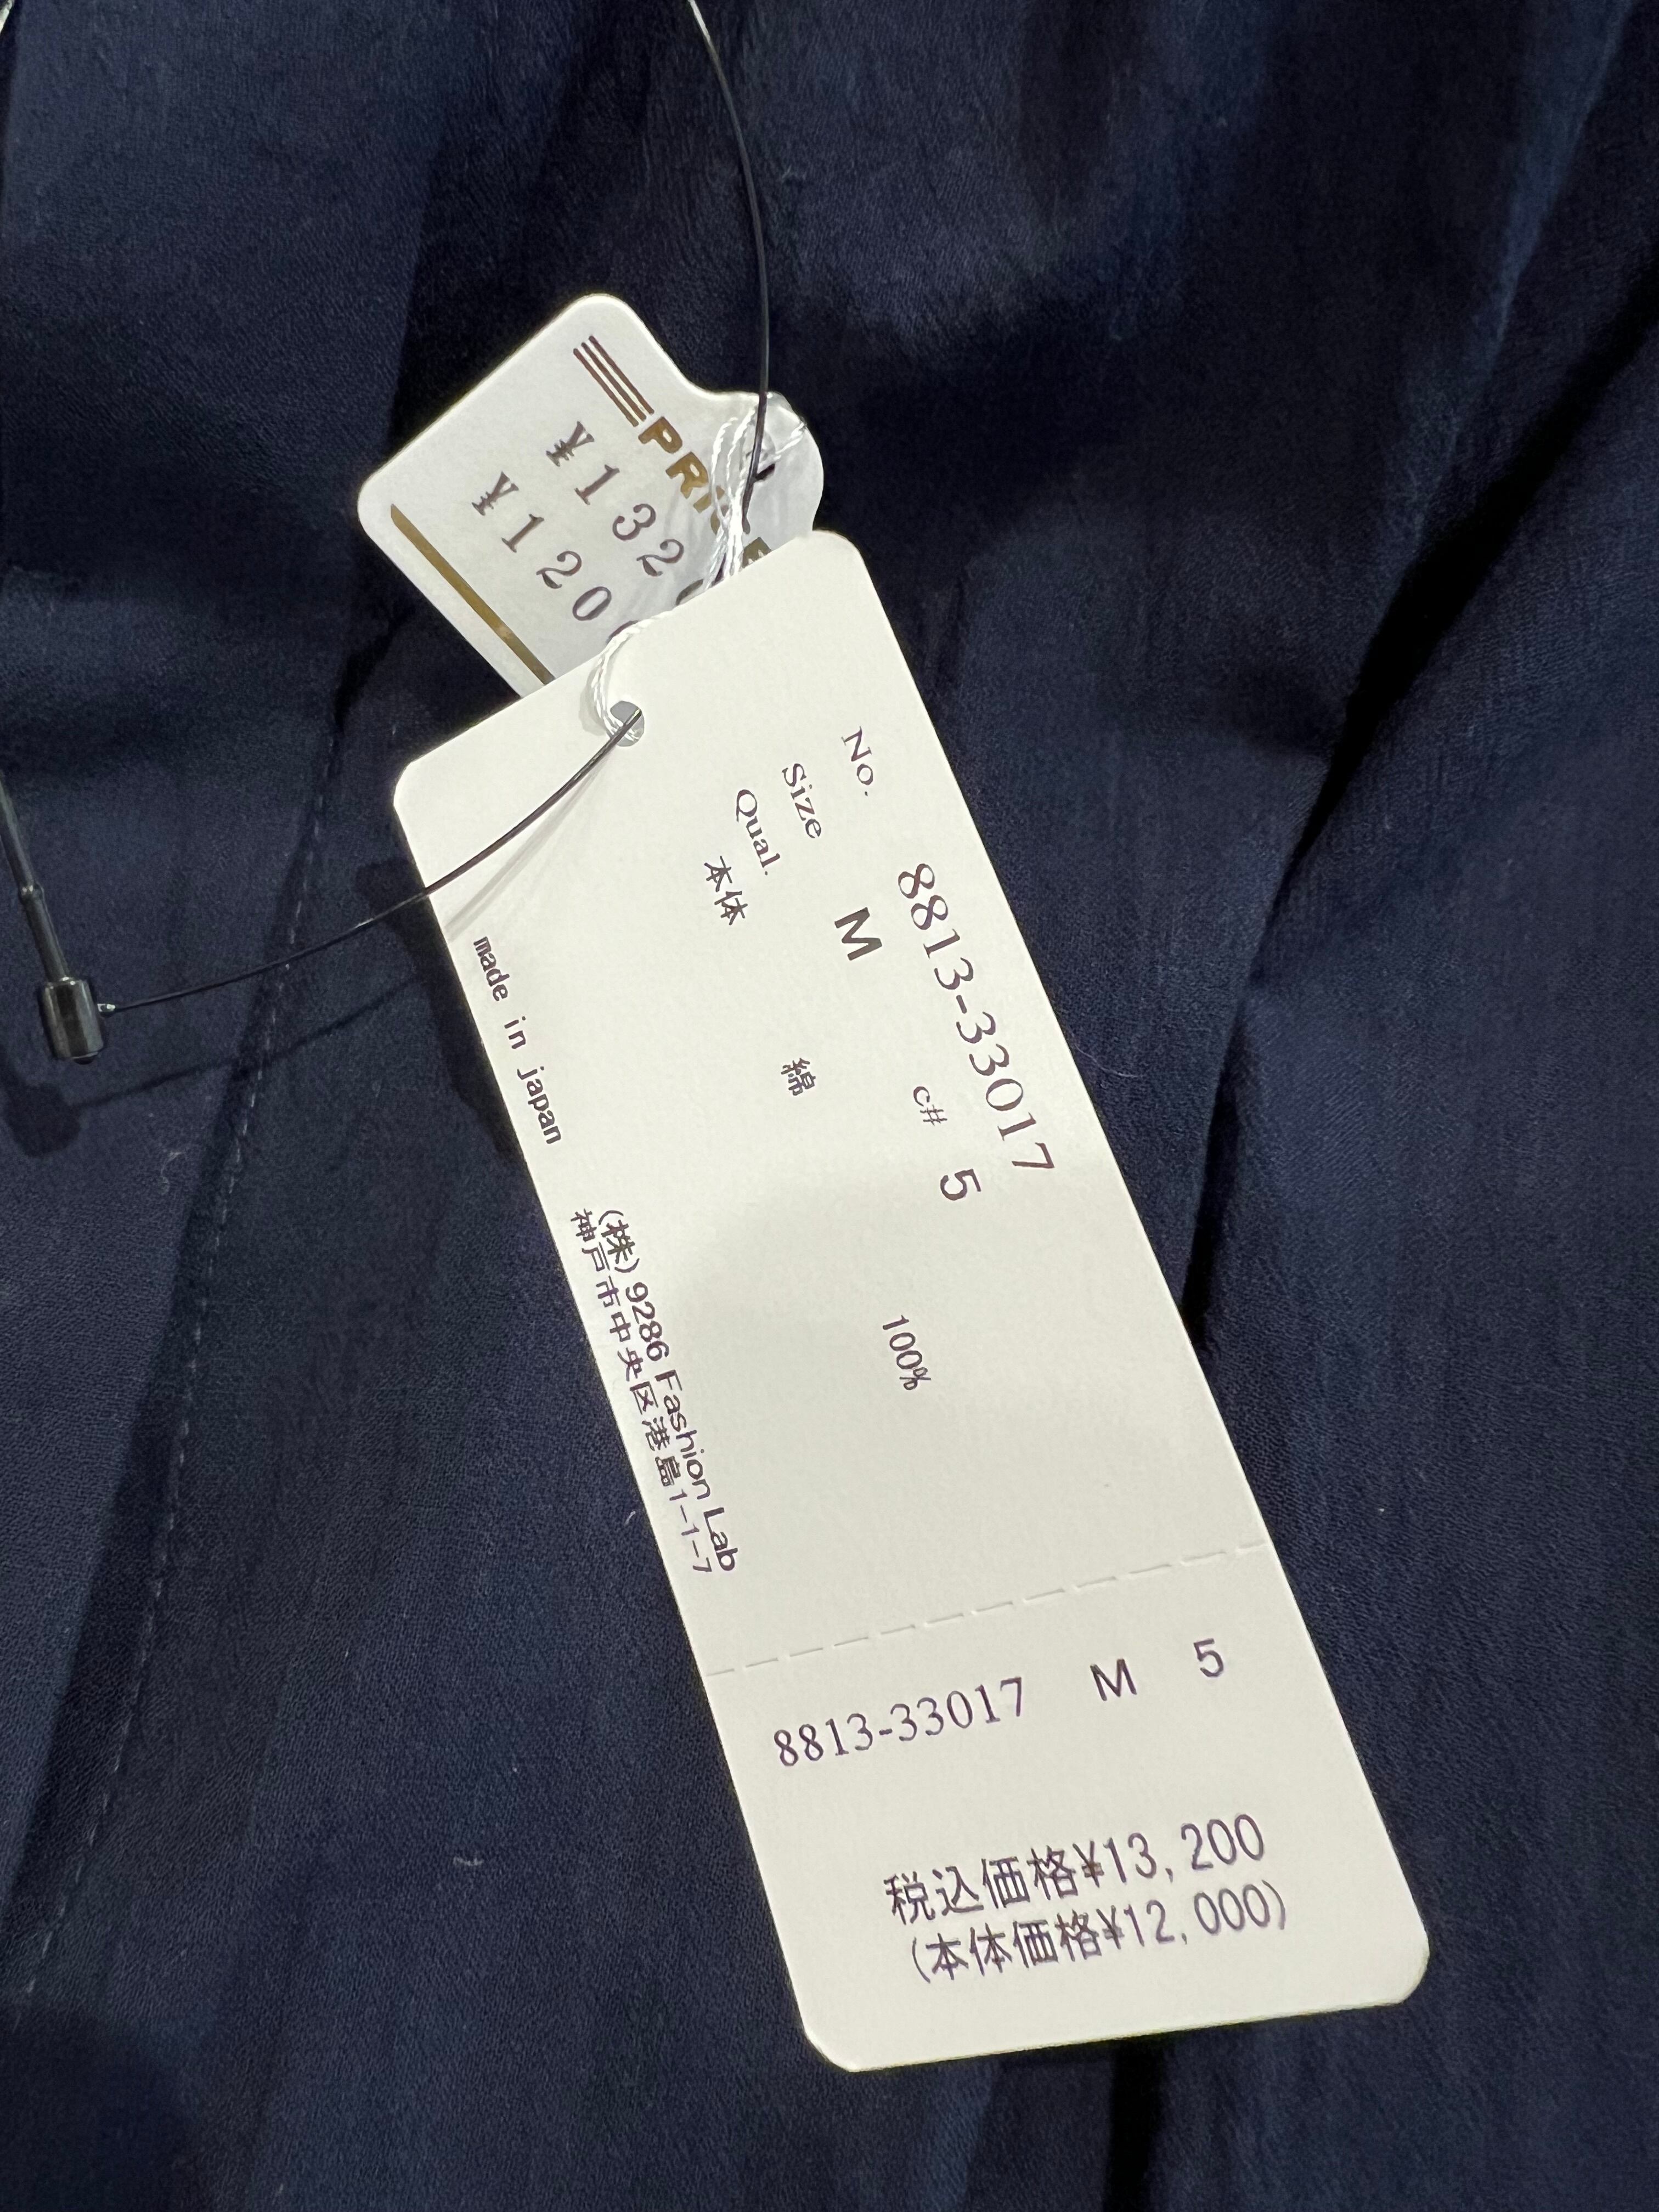 PRICE
¥1320
¥120
No. 8813-33017
Size M c# 5
Qual.
本体 綿 100%
made in japan
(株)9286 Fashion Lab
神戸市中央区港島1-1-7
8813-33017 M 5
税込価格¥13,200
(本体価格¥12,000)